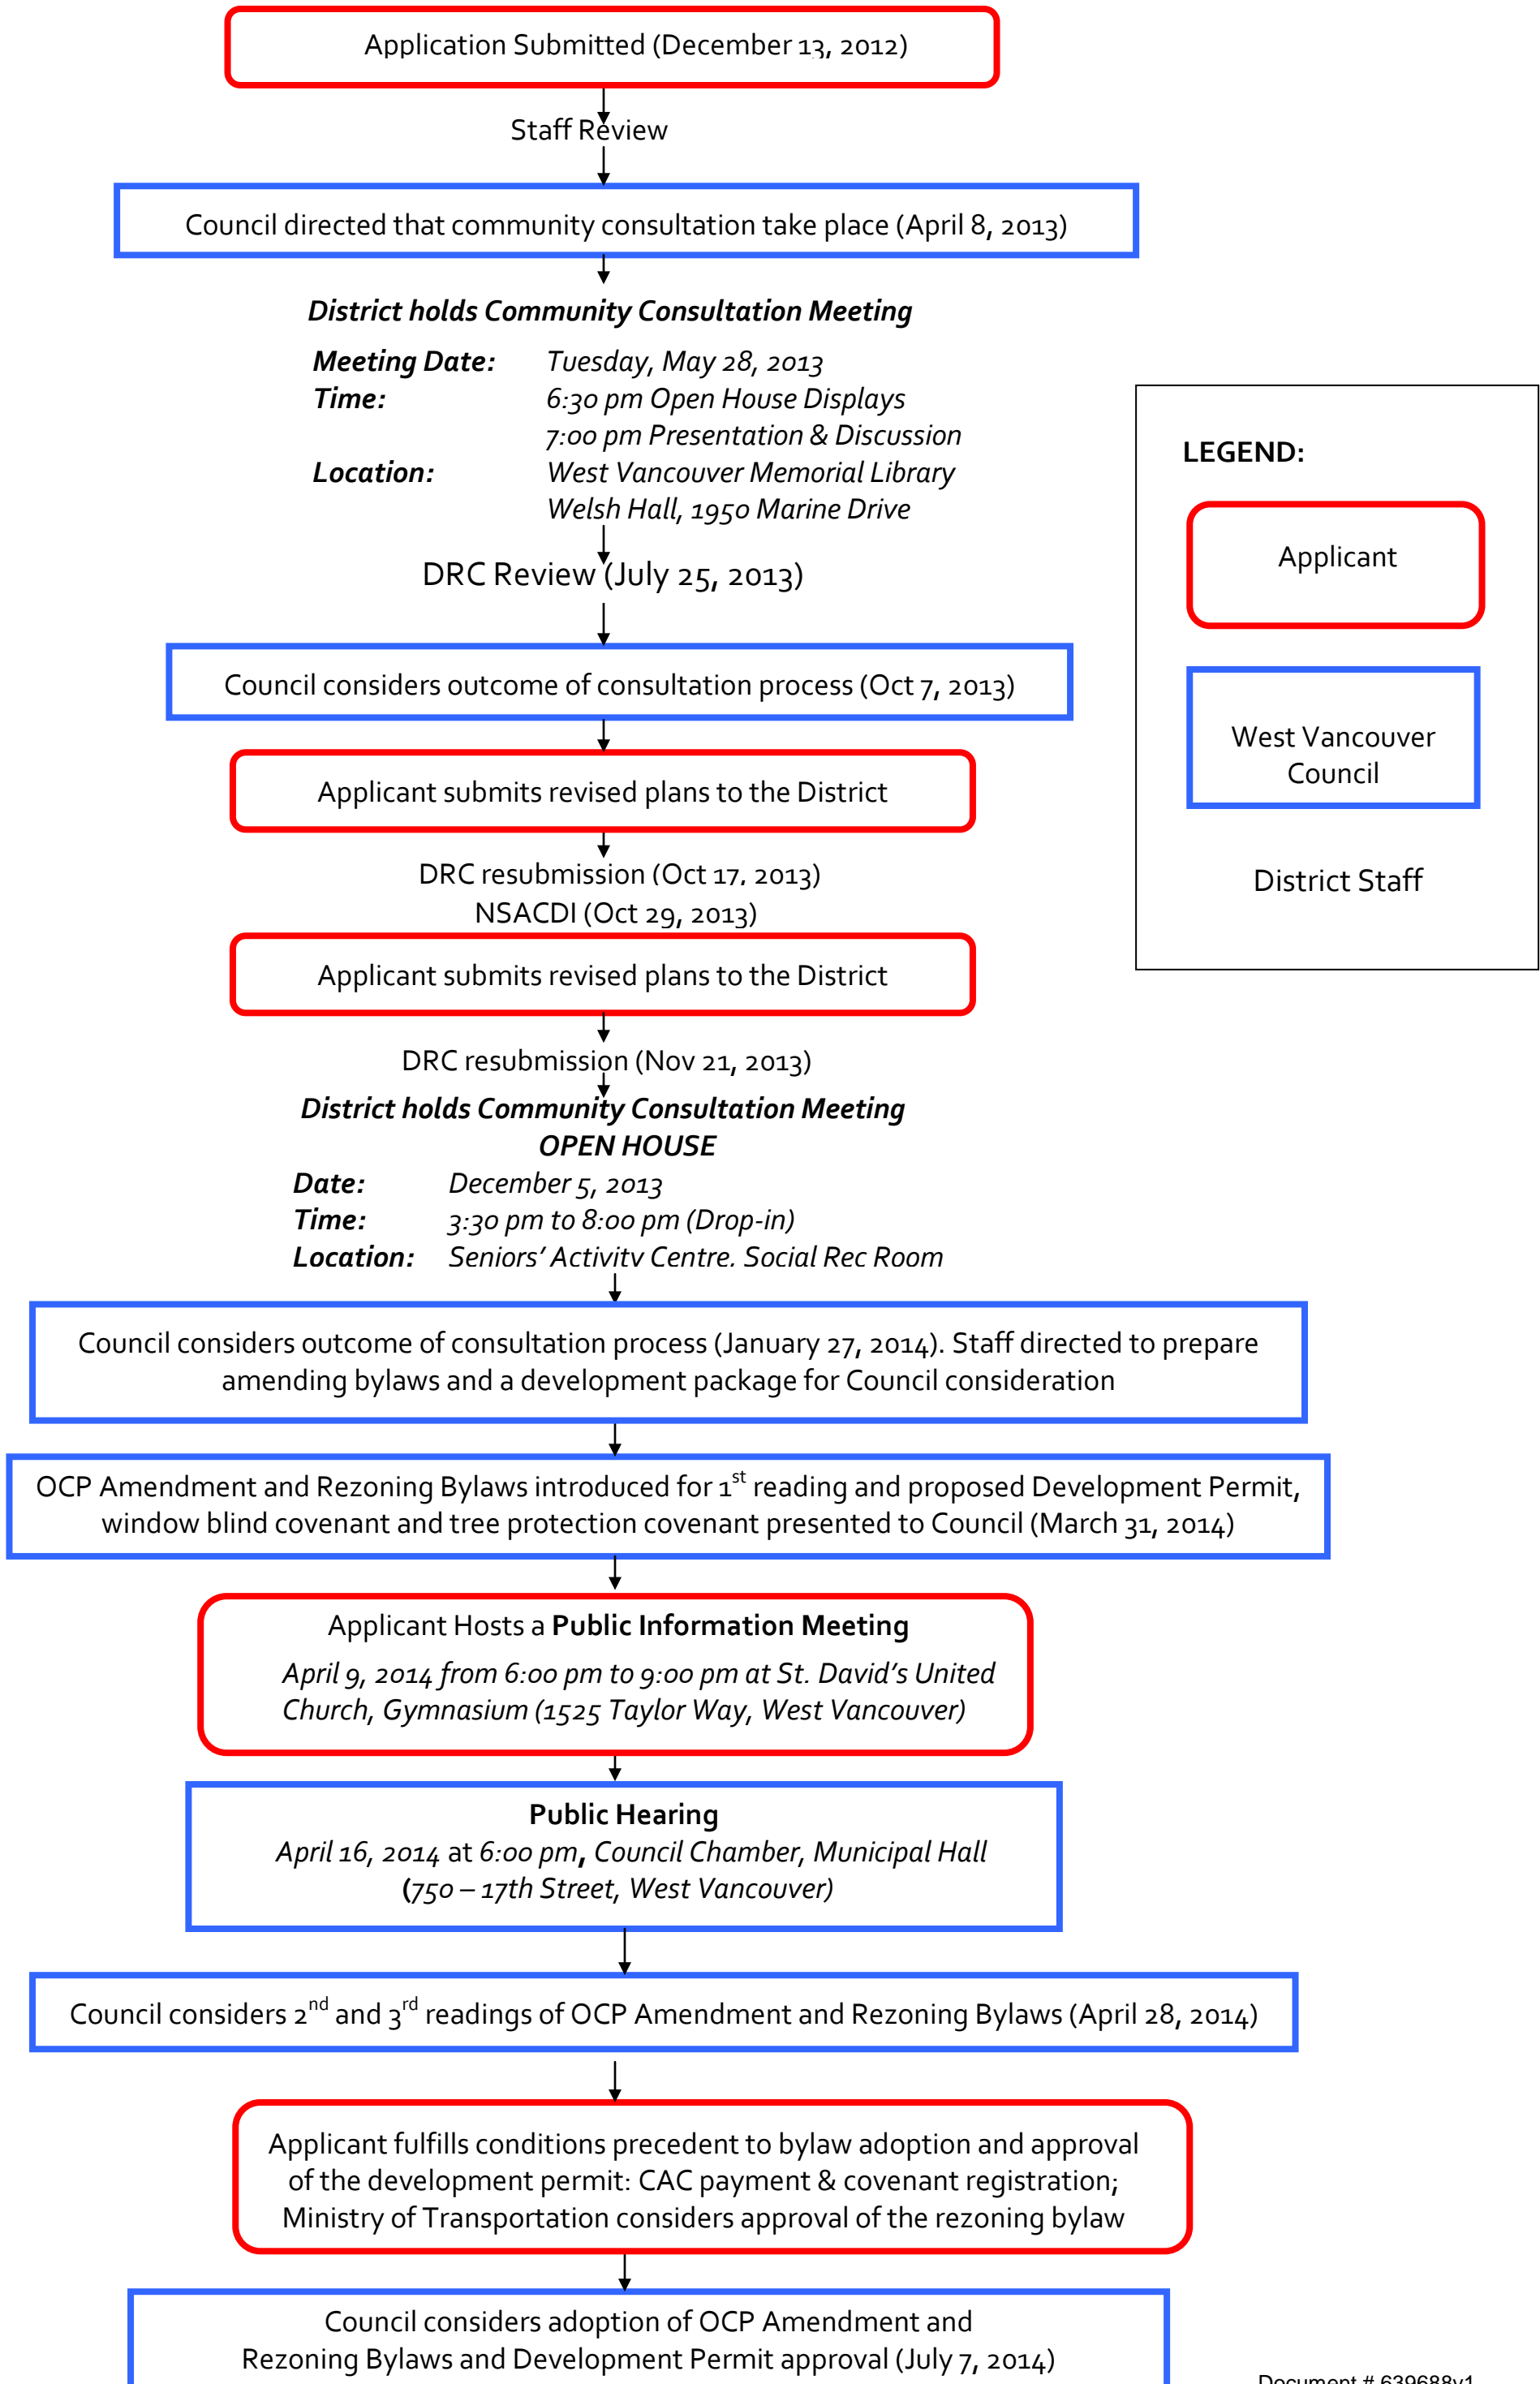 Application Submitted (December 13, 2012)
Staff Review
Council directed that community consultation take place (April 8, 2013)
District holds Community Consultation Meeting
Meeting Date: Tuesday, May 28, 2013
Time: 6:30 pm Open House Displays
7:00 pm Presentation & Discussion
Location: West Vancouver Memorial Library
Welsh Hall, 1950 Marine Drive
DRC Review (July 25, 2013)
Council considers outcome of consultation process (Oct 7, 2013)
Applicant submits revised plans to the District
DRC resubmission (Oct 17, 2013)
NSACDI (Oct 29, 2013)
Applicant submits revised plans to the District
DRC resubmission (Nov 21, 2013)
District holds Community Consultation Meeting
OPEN HOUSE
Date: December 5, 2013
Time: 3:30 pm to 8:00 pm (Drop-in)
Location: Seniors' Activity Centre, Social Rec Room
Council considers outcome of consultation process (January 27, 2014). Staff directed to prepare
amending bylaws and a development package for Council consideration
OCP Amendment and Rezoning Bylaws introduced for 1st reading and proposed Development Permit,
window blind covenant and tree protection covenant presented to Council (March 31, 2014)
Applicant Hosts a Public Information Meeting
April 9, 2014 from 6:00 pm to 9:00 pm at St. David's United
Church, Gymnasium (1525 Taylor Way, West Vancouver)
Public Hearing
April 16, 2014 at 6:00 pm, Council Chamber, Municipal Hall
(750 – 17th Street, West Vancouver)
Council considers 2nd and 3rd readings of OCP Amendment and Rezoning Bylaws (April 28, 2014)
Applicant fulfills conditions precedent to bylaw adoption and approval
of the development permit: CAC payment & covenant registration;
Ministry of Transportation considers approval of the rezoning bylaw
Council considers adoption of OCP Amendment and
Rezoning Bylaws and Development Permit approval (July 7, 2014)
LEGEND:
Applicant
West Vancouver
Council
District Staff
Document # 639688v1